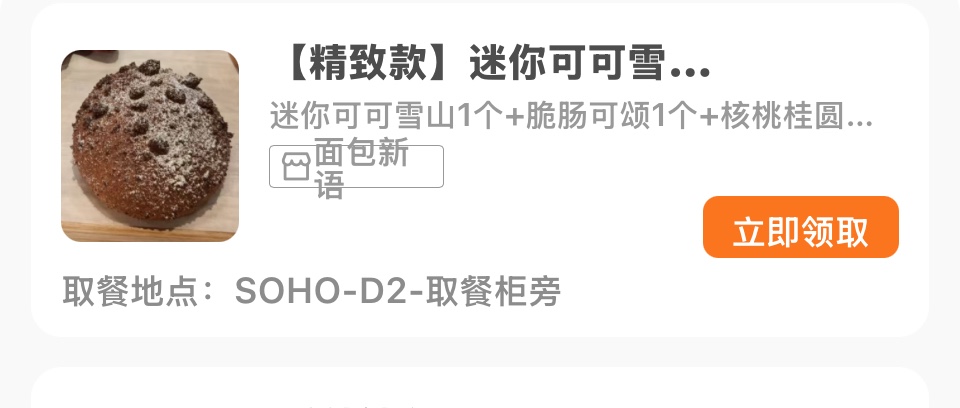 【精致款】迷你可可雪...
迷你可可雪山1个+脆肠可颂1个+核桃桂圆...
面包新
语
立即领取
取餐地点：SOHO-D2-取餐柜旁